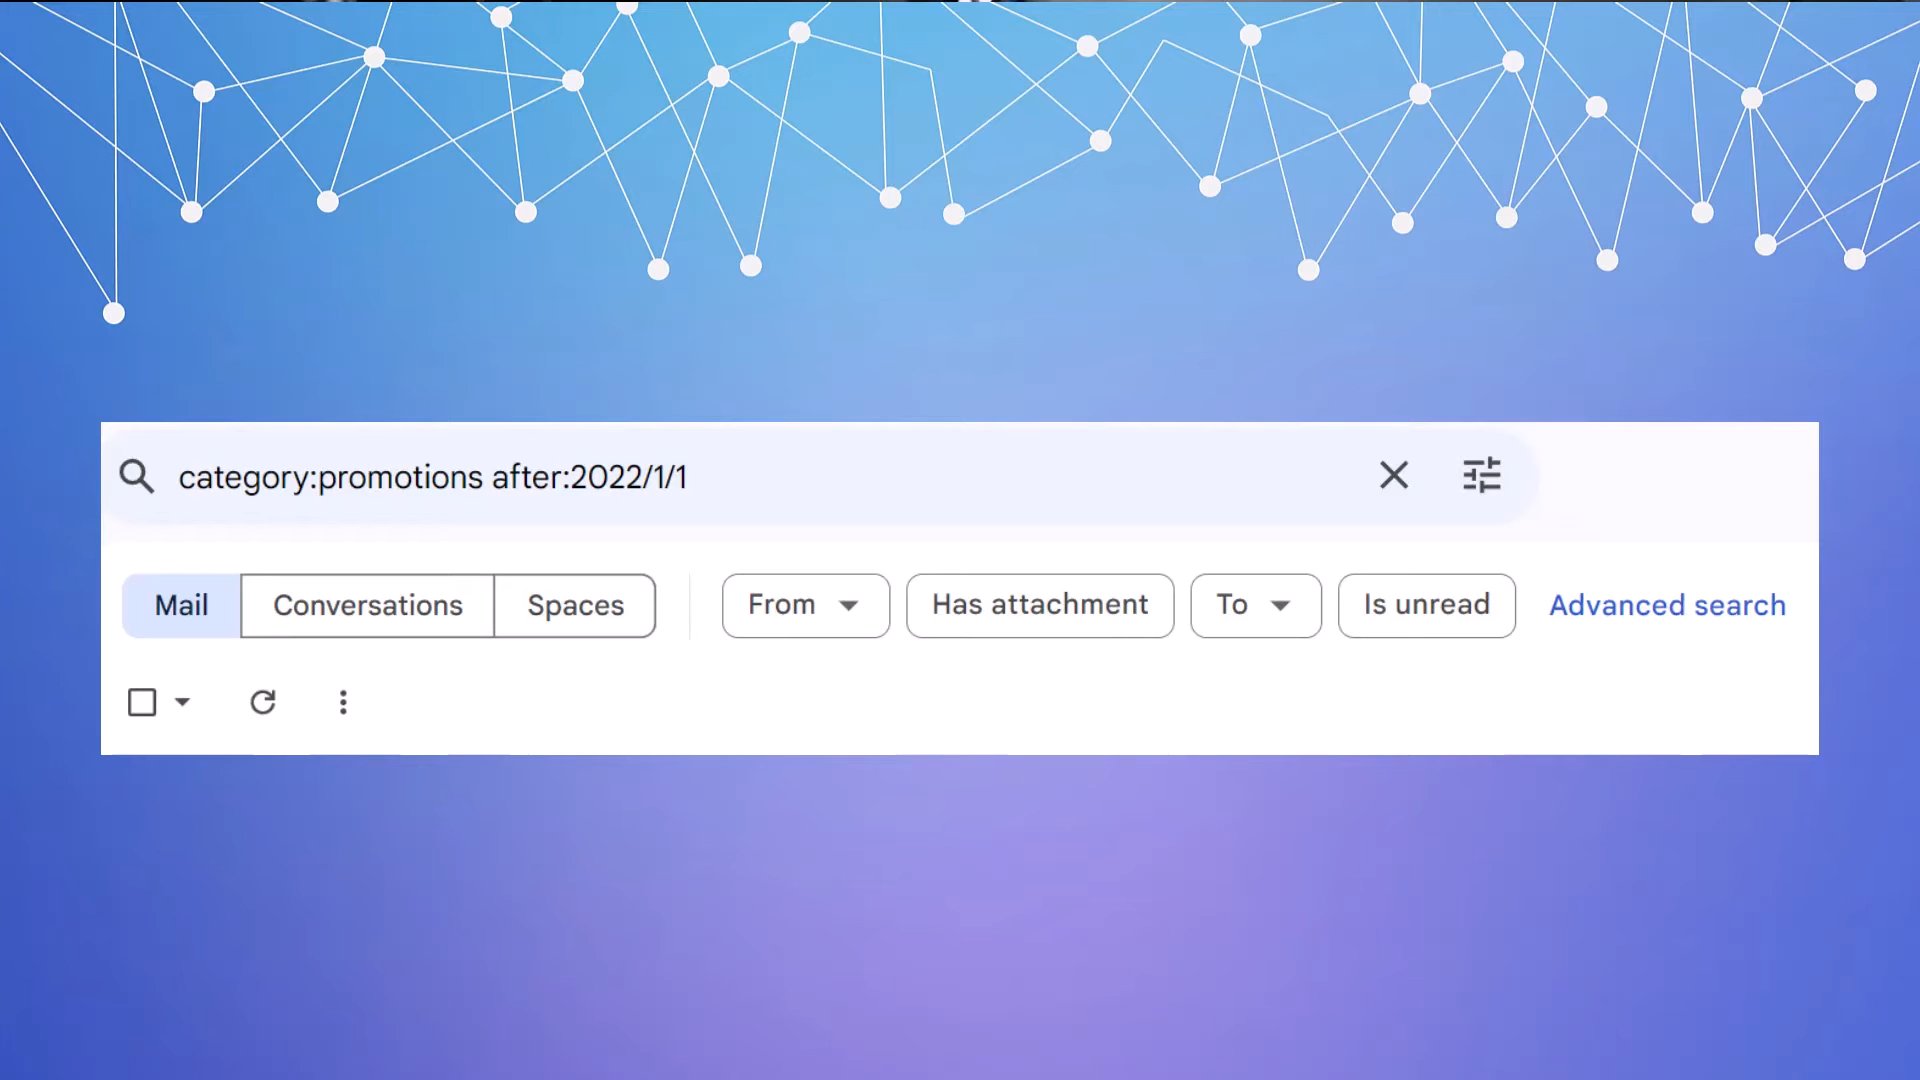 category:promotions after:2022/1/1
Mail Conversations Spaces From Has attachment To Is unread Advanced search